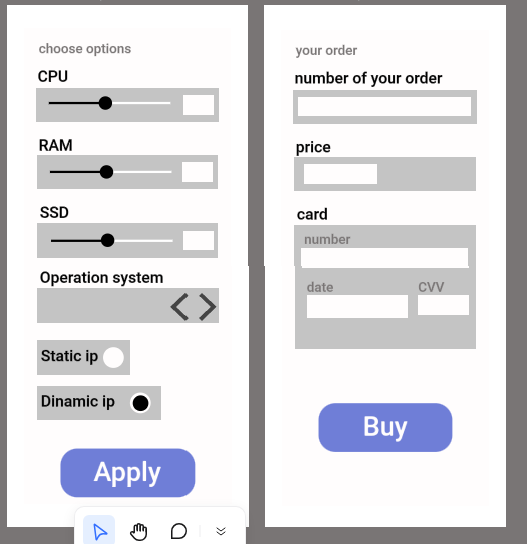 choose options
CPU
RAM
SSD
Operation system
Static ip
Dinamic ip
Apply
your order
number of your order
price
card
number
date CVV
Buy